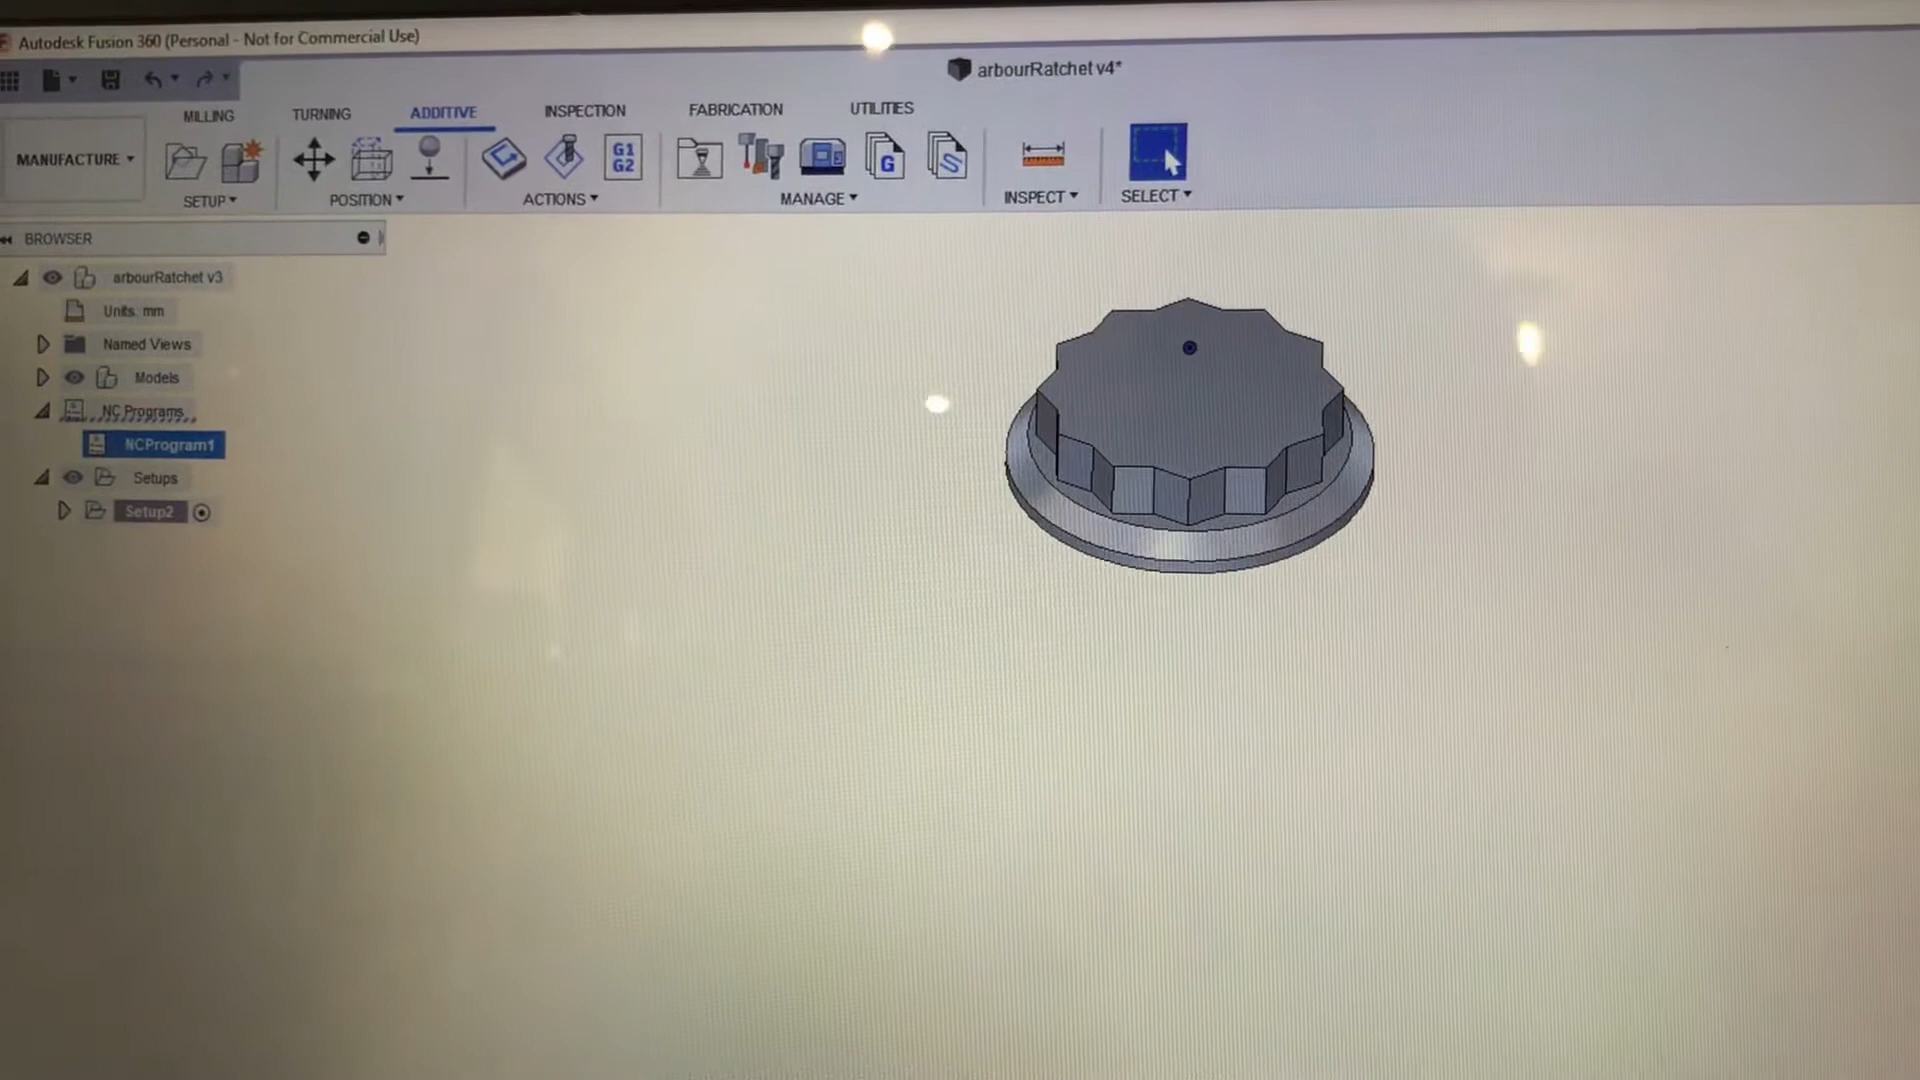 Autodesk Fusion 360 (Personal - Not for Commercial Use)
arbourRatchet v4*
MILLING TURNING ADDITIVE INSPECTION FABRICATION UTILITIES
MANUFACTURE
G1
G2
G
SETUP POSITION ACTIONS MANAGE INSPECT SELECT
BROWSER
arbourRatchet v3
Units: mm
Named Views
Models
NC Programs
NCProgram1
Setups
Setup2